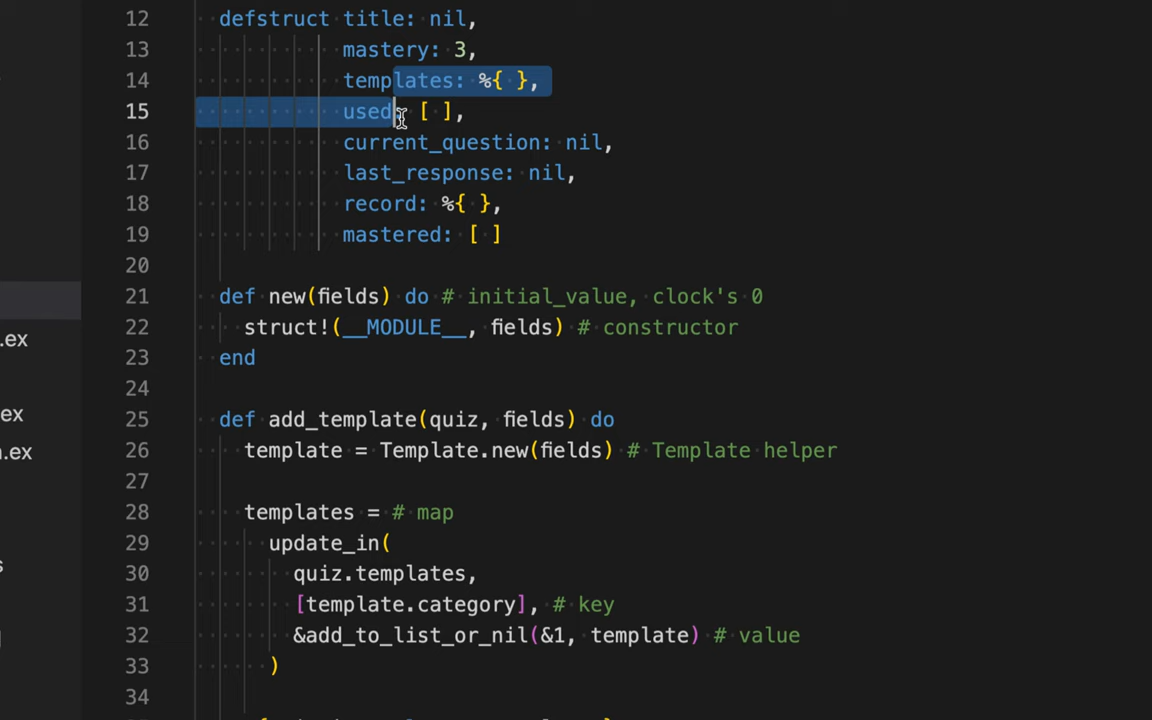 12 defstruct title: nil,
13 mastery: 3,
14 templates: %{ },
15 used: [ ],
16 current_question: nil,
17 last_response: nil,
18 record: %{ },
19 mastered: [ ]
20
21 def new(fields) do # initial_value, clock's 0
.ex 22 struct!(__MODULE__, fields) # constructor
23 end
24
ex 25 def add_template(quiz, fields) do
.ex 26 template = Template.new(fields) # Template helper
27
28 templates = # map
29 update_in(
30 quiz.templates,
31 [template.category], # key
32 &add_to_list_or_nil(&1, template) # value
33 )
34